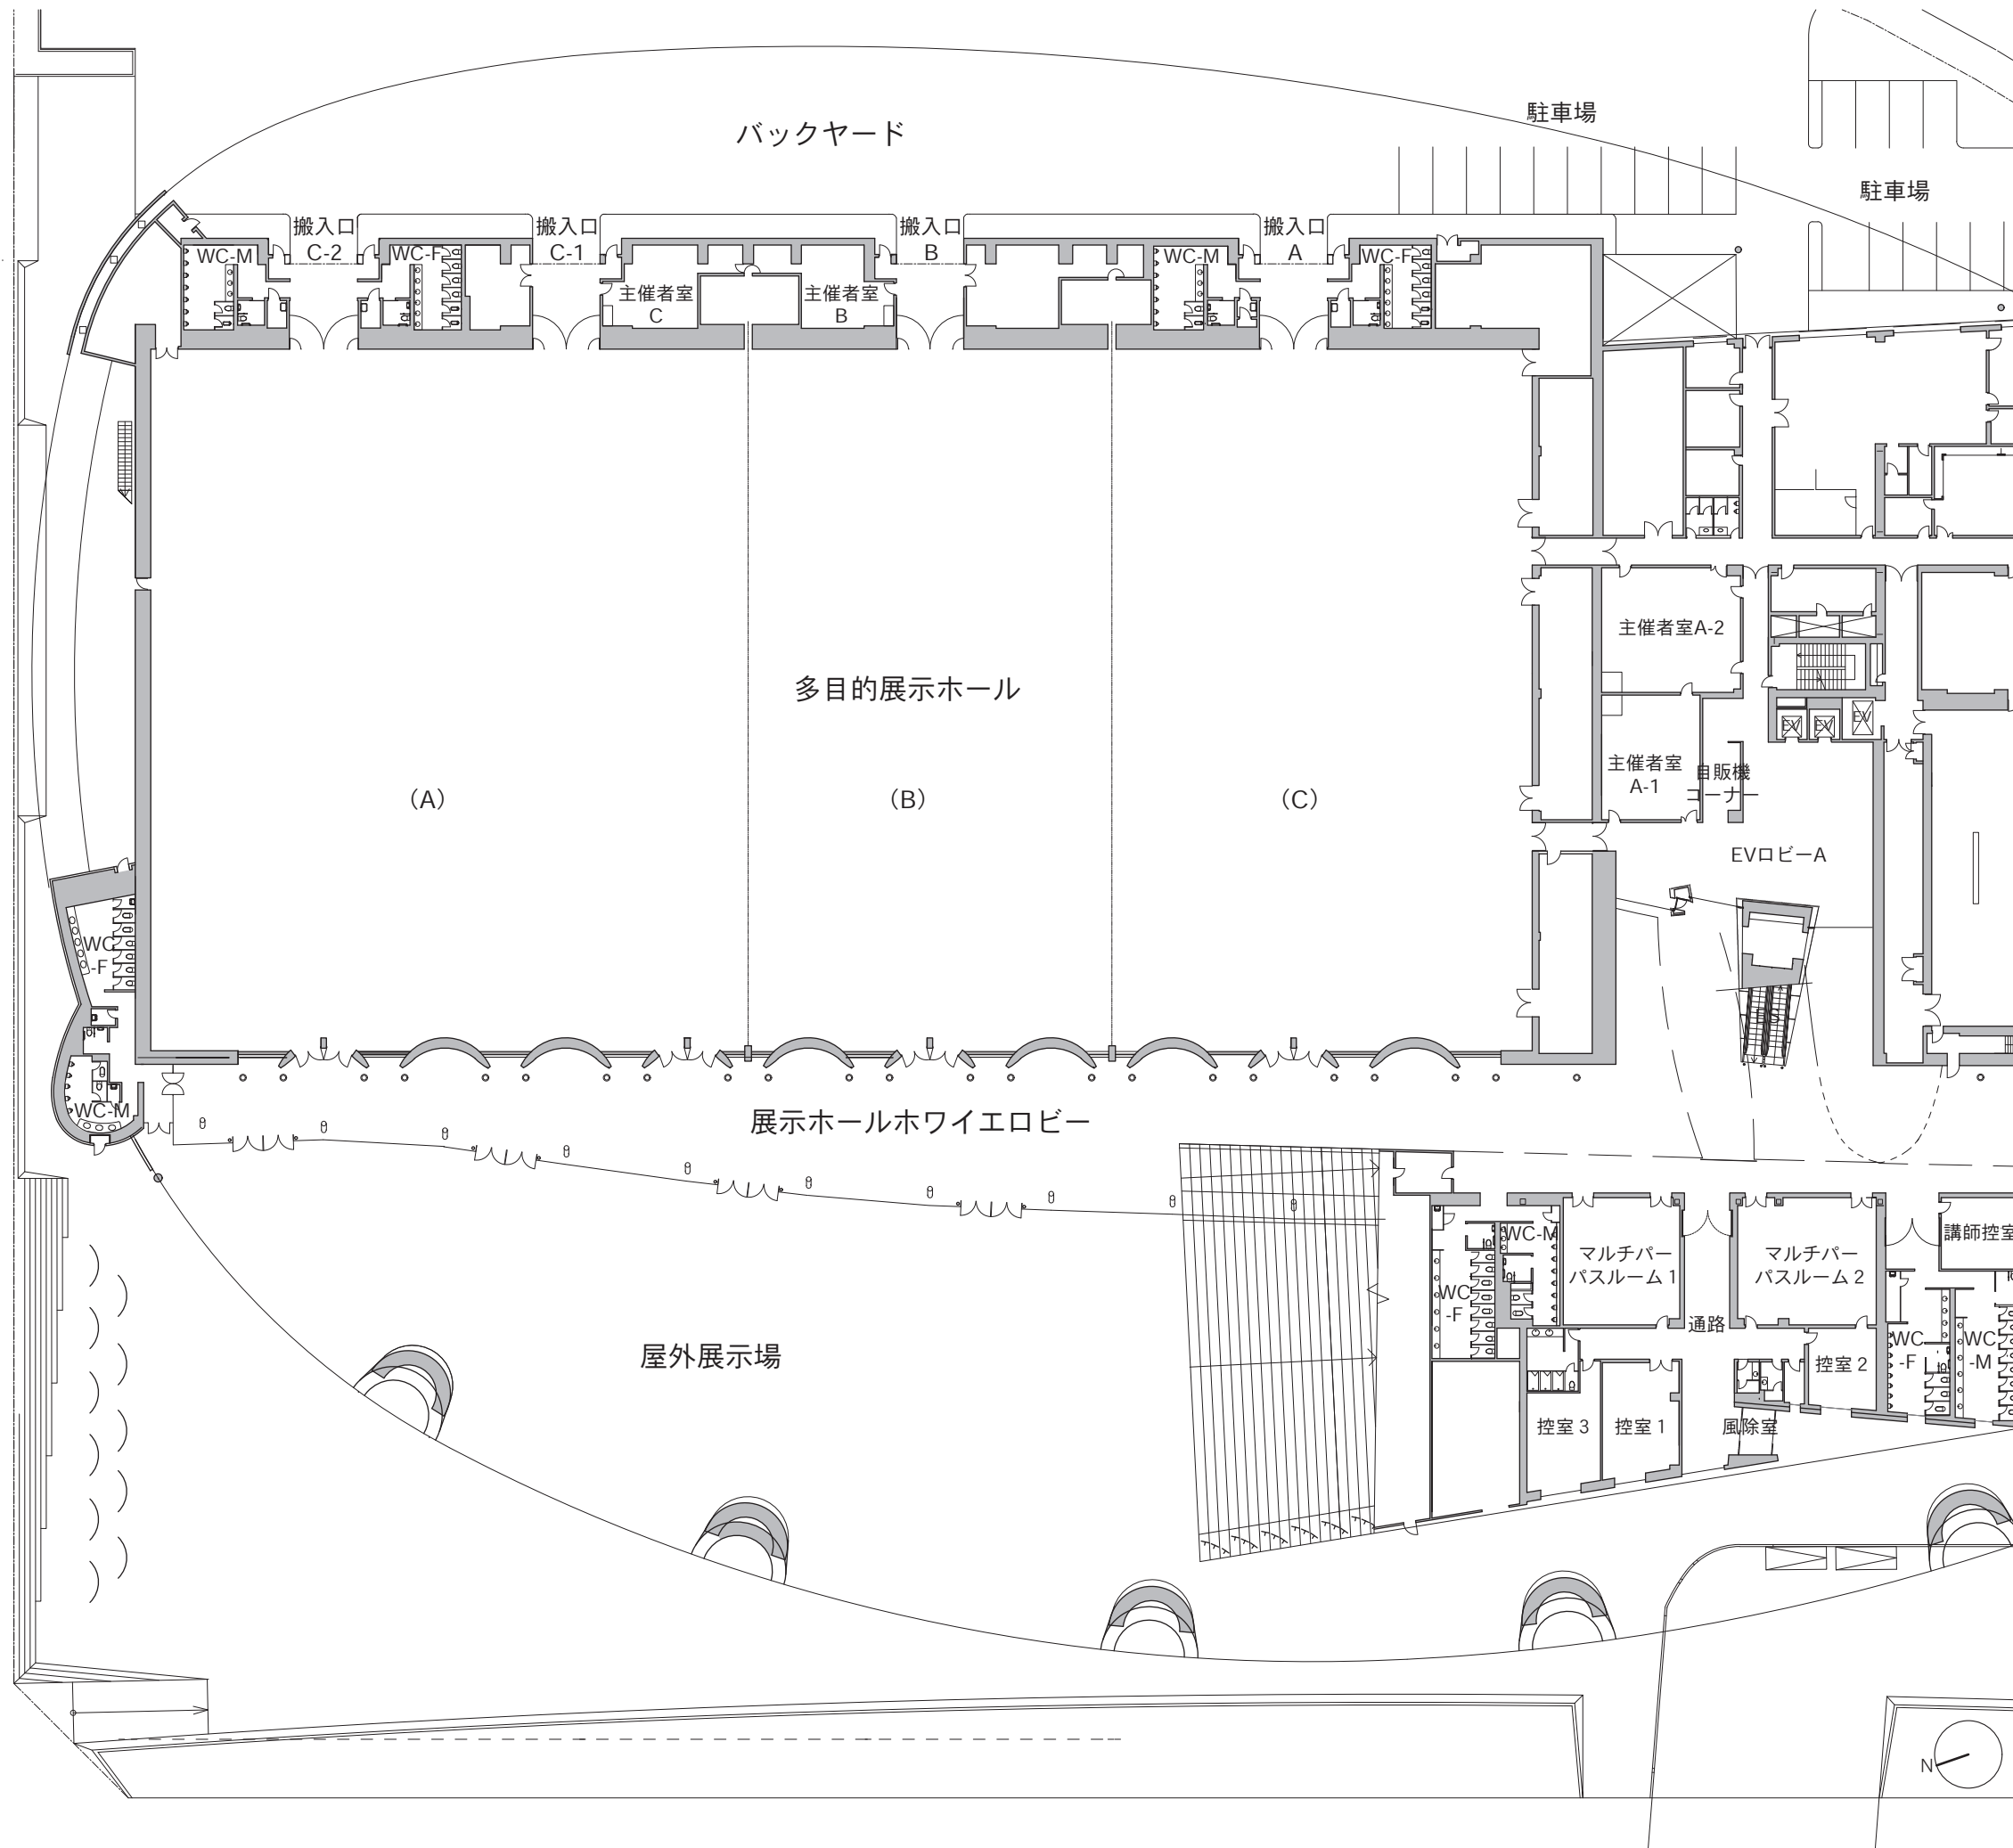 駐車場
バックヤード
駐車場
搬入口
C-2
搬入口
C-1
搬入口
B
搬入口
A
WC-M
WC-F
WC-M
WC-F
主催者室
C
主催者室
B
主催者室A-2
多目的展示ホール
EV
EV
EV
主催者室
A-1
自販機
コーナー
（A）
（B）
（C）
EVロビーA
WC
-F
ES
WC-M
展示ホールホワイエロビー
WC-M
マルチパー
パスルーム１
マルチパー
パスルーム２
講師控室
WC
-F
通路
屋外展示場
WC
-F
WC
-M
控室２
控室３
控室１
風除室
N